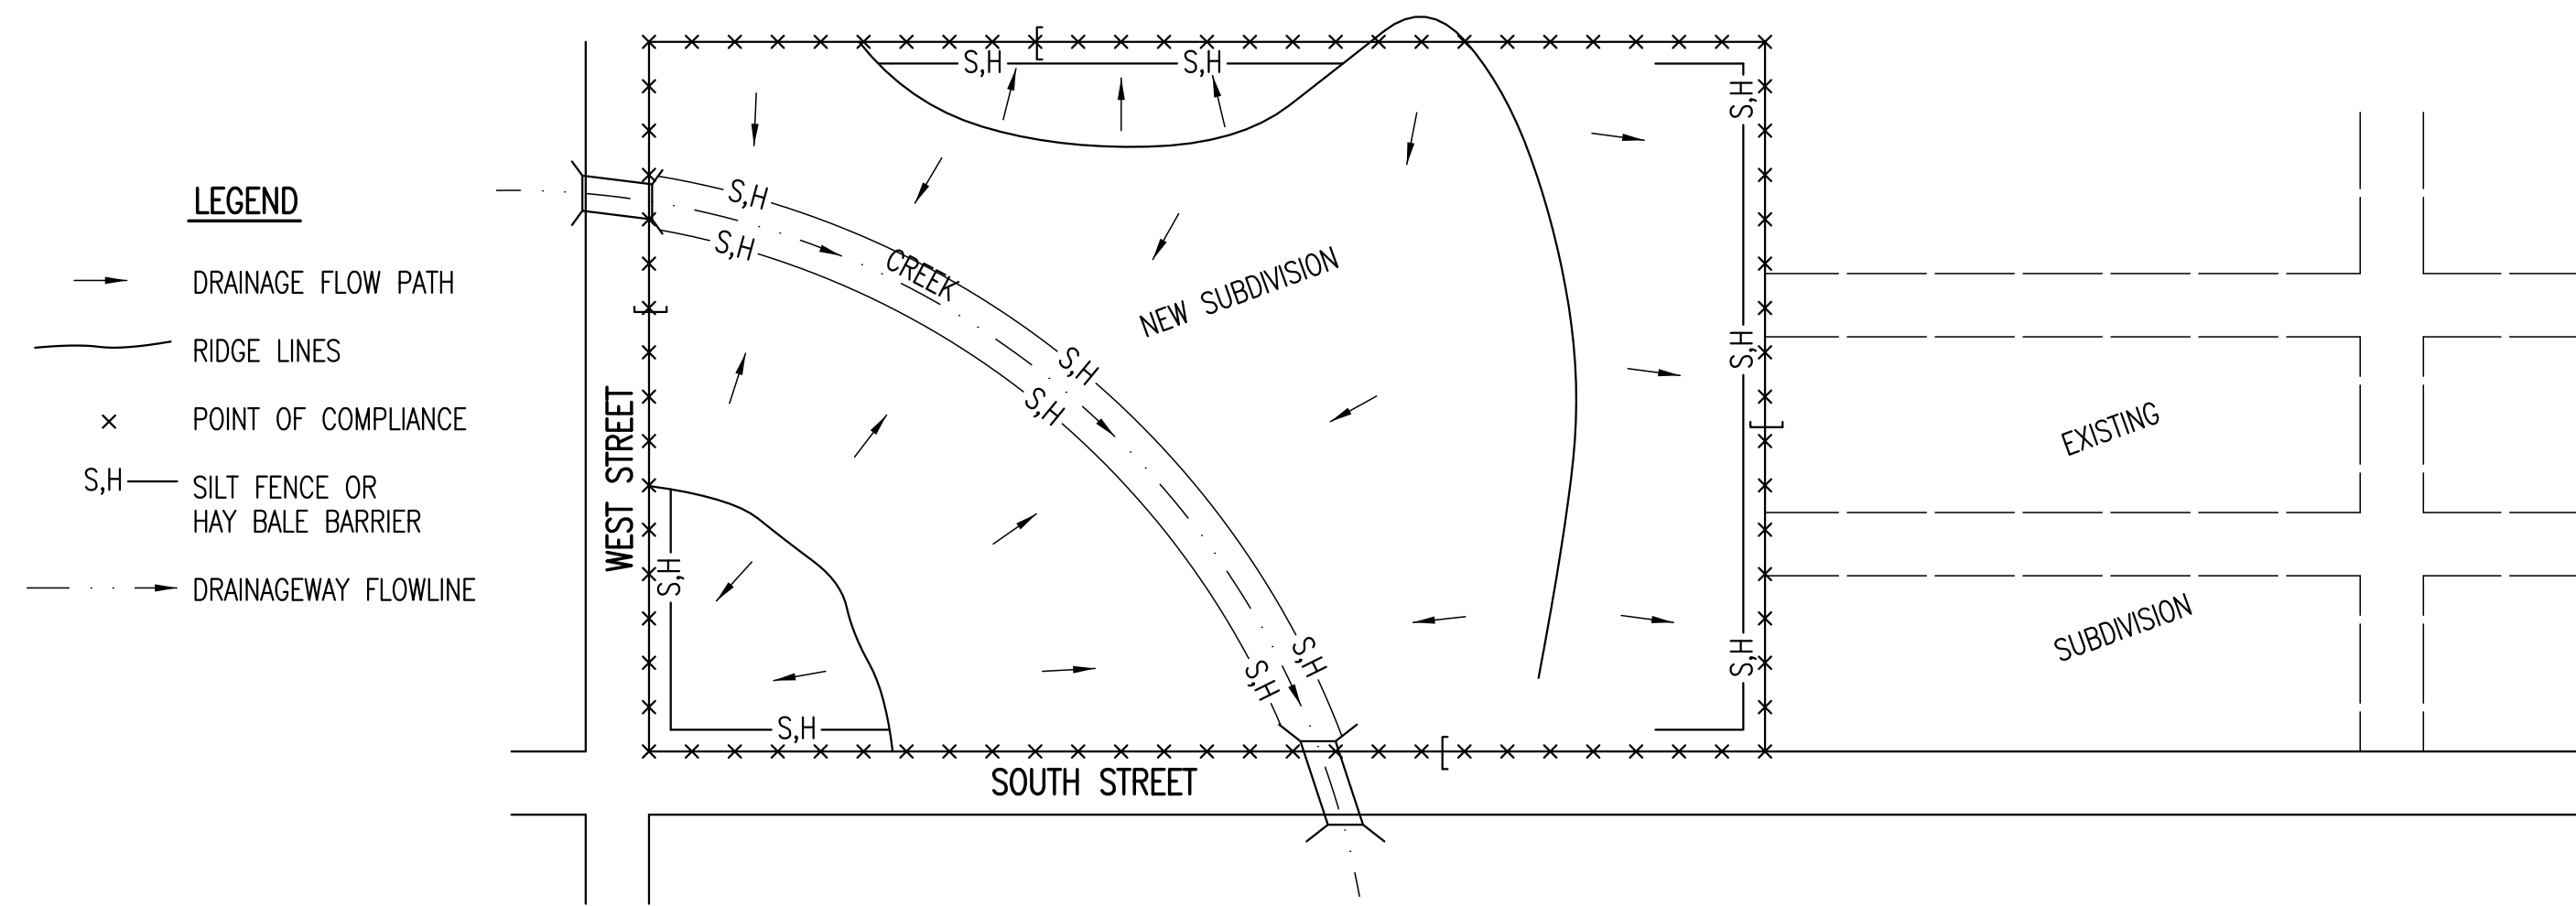 LEGEND
DRAINAGE FLOW PATH
RIDGE LINES
POINT OF COMPLIANCE
S,H
SILT FENCE OR
HAY BALE BARRIER
DRAINAGEWAY FLOWLINE
S,H
S,H
S,H
S,H
S,H
CREEK
NEW SUBDIVISION
S,H
S,H
S,H
WEST STREET
S,H
S,H
S,H
S,H
S,H
SOUTH STREET
EXISTING
SUBDIVISION